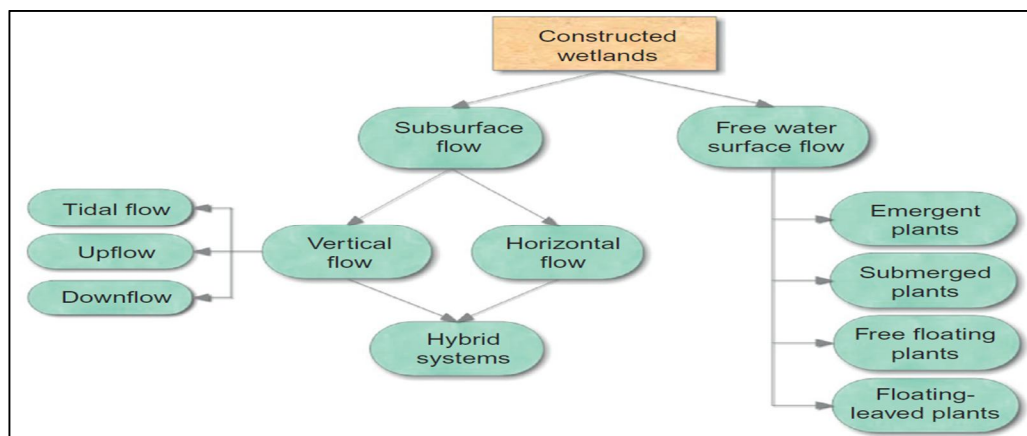 Constructed
wetlands
Subsurface
flow
Free water
surface flow
Tidal flow
Upflow
Downflow
Vertical
flow
Horizontal
flow
Hybrid
systems
Emergent
plants
Submerged
plants
Free floating
plants
Floating-
leaved plants